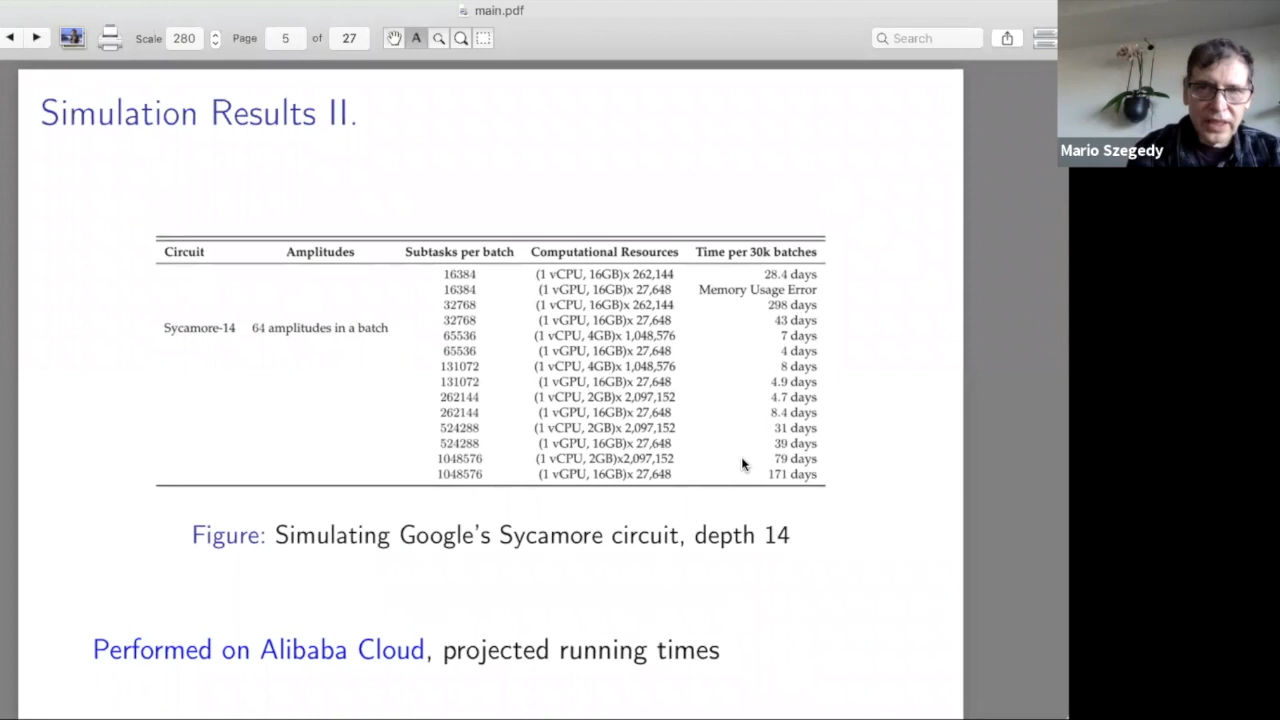 main.pdf
Scale 280 Page 5 of 27 A Search
Mario Szegedy
Simulation Results II.
Circuit Amplitudes Subtasks per batch Computational Resources Time per 30k batches
16384 (1 vCPU, 16GB)x 262,144 28.4 days
16384 (1 vGPU, 16GB)x 27,648 Memory Usage Error
32768 (1 vCPU, 16GB)x 262,144 298 days
Sycamore-14 64 amplitudes in a batch 32768 (1 vGPU, 16GB)x 27,648 43 days
65536 (1 vCPU, 4GB)x 1,048,576 7 days
65536 (1 vGPU, 16GB)x 27,648 4 days
131072 (1 vCPU, 4GB)x 1,048,576 8 days
131072 (1 vGPU, 16GB)x 27,648 4.9 days
262144 (1 vCPU, 2GB)x 2,097,152 4.7 days
262144 (1 vGPU, 16GB)x 27,648 8.4 days
524288 (1 vCPU, 2GB)x 2,097,152 31 days
524288 (1 vGPU, 16GB)x 27,648 39 days
1048576 (1 vCPU, 2GB)x2,097,152 79 days
1048576 (1 vGPU, 16GB)x 27,648 171 days
Figure: Simulating Google's Sycamore circuit, depth 14
Performed on Alibaba Cloud, projected running times